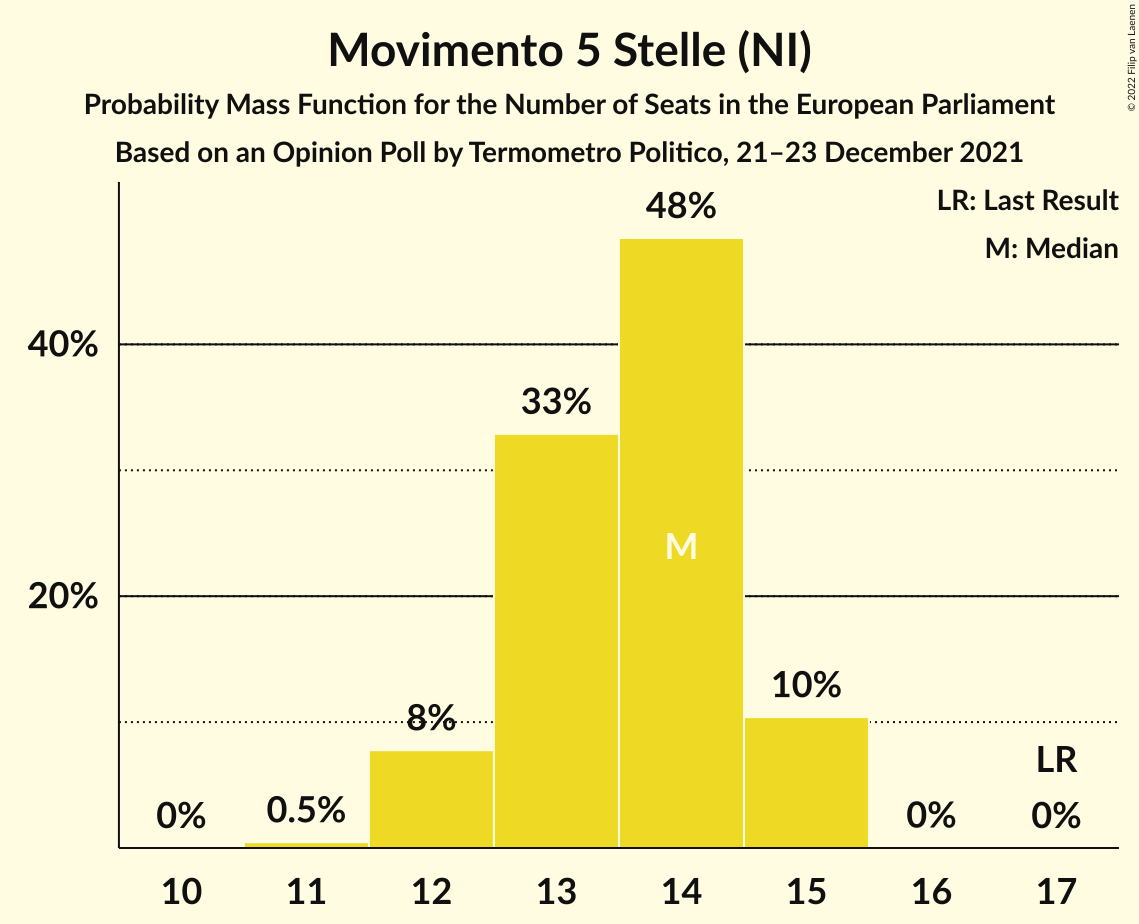 Movimento 5 Stelle (NI)
Probability Mass Function for the Number of Seats in the European Parliament
Based on an Opinion Poll by Termometro Politico, 21–23 December 2021
© 2022 Filip van Laenen
LR: Last Result
M: Median
48%
40%
33%
M
20%
10%
8%
LR
0%
0.5%
0%
0%
10 11 12 13 14 15 16 17